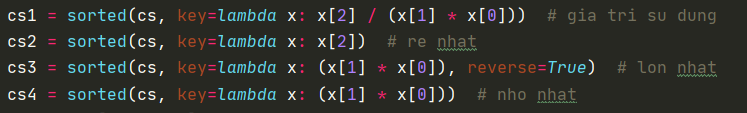 cs1 = sorted(cs, key=lambda x: x[2] / (x[1] * x[0]))  # gia tri su dung
cs2 = sorted(cs, key=lambda x: x[2])  # re nhat
cs3 = sorted(cs, key=lambda x: (x[1] * x[0]), reverse=True)  # lon nhat
cs4 = sorted(cs, key=lambda x: (x[1] * x[0]))  # nho nhat